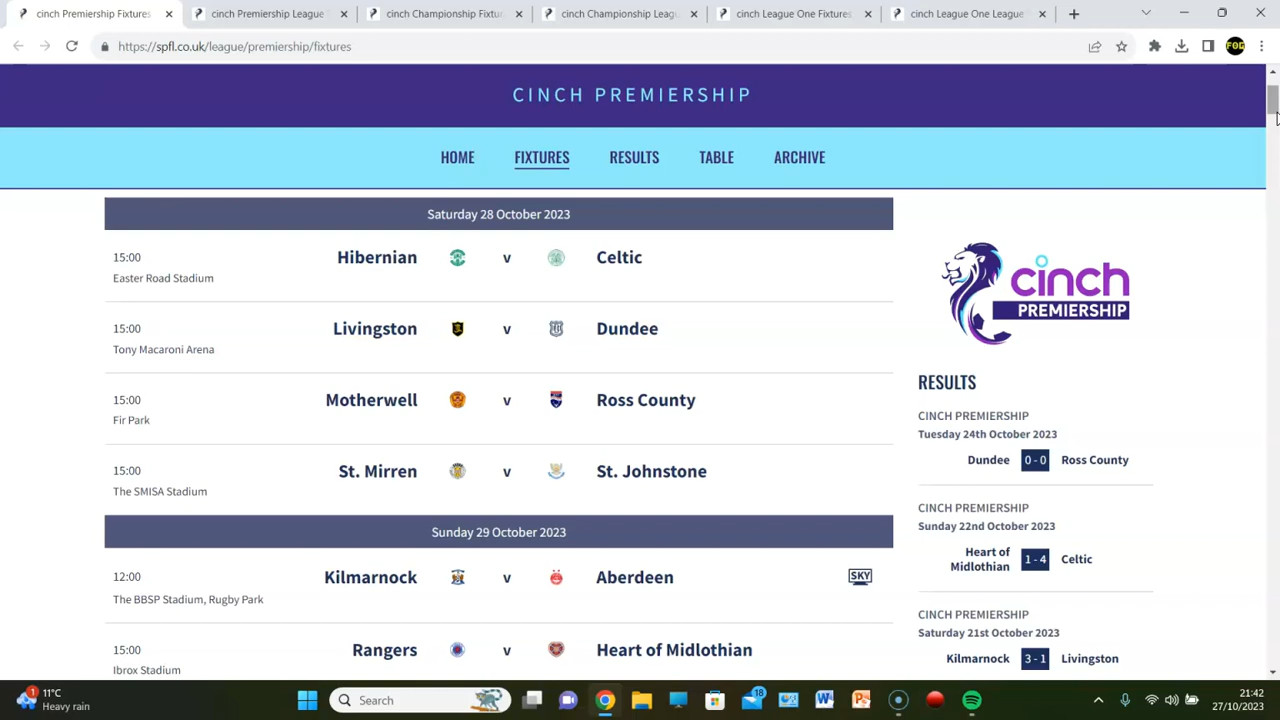 cinch Premiership Fixtures
cinch Premiership League
cinch Championship Fixtur
cinch Championship Leag
cinch League One Fixtures
cinch League One League
https://spfl.co.uk/league/premiership/fixtures
FOG
CINCH PREMIERSHIP
HOME FIXTURES RESULTS TABLE ARCHIVE
Saturday 28 October 2023
15:00 Hibernian v Celtic
Easter Road Stadium
15:00 Livingston v Dundee
Tony Macaroni Arena
15:00 Motherwell v Ross County
Fir Park
15:00 St. Mirren v St. Johnstone
The SMISA Stadium
Sunday 29 October 2023
12:00 Kilmarnock v Aberdeen SKY
The BBSP Stadium, Rugby Park
15:00 Rangers v Heart of Midlothian
Ibrox Stadium
cinch
PREMIERSHIP
RESULTS
CINCH PREMIERSHIP
Tuesday 24th October 2023
Dundee 0 - 0 Ross County
CINCH PREMIERSHIP
Sunday 22nd October 2023
Heart of
Midlothian 1 - 4 Celtic
CINCH PREMIERSHIP
Saturday 21st October 2023
Kilmarnock 3 - 1 Livingston
1
11°C
Heavy rain
Search
18
21:42
27/10/2023